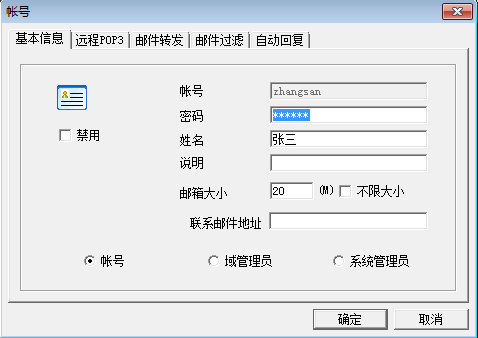 帐号
基本信息 远程POP3 邮件转发 邮件过滤 自动回复
帐号 zhangsan
密码 ******
禁用
姓名 张三
说明
邮箱大小 20 (M) 不限大小
联系邮件地址
帐号 域管理员 系统管理员
确定 取消